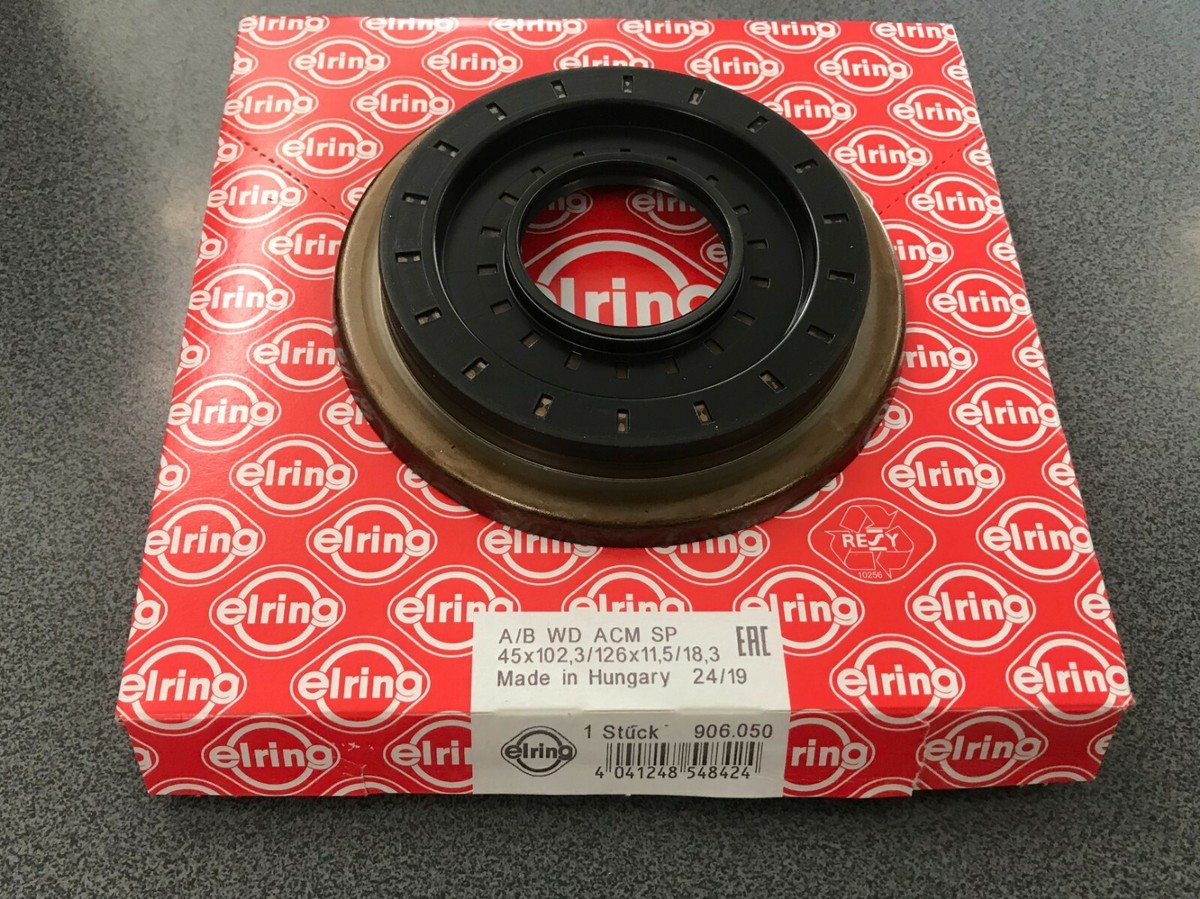 elring
RESY
10256
A/B WD ACM SP
EAC
45x102,3/126x11,5/18,3
Made in Hungary 24/19
elring
1 Stück 906.050
4 041248 548424